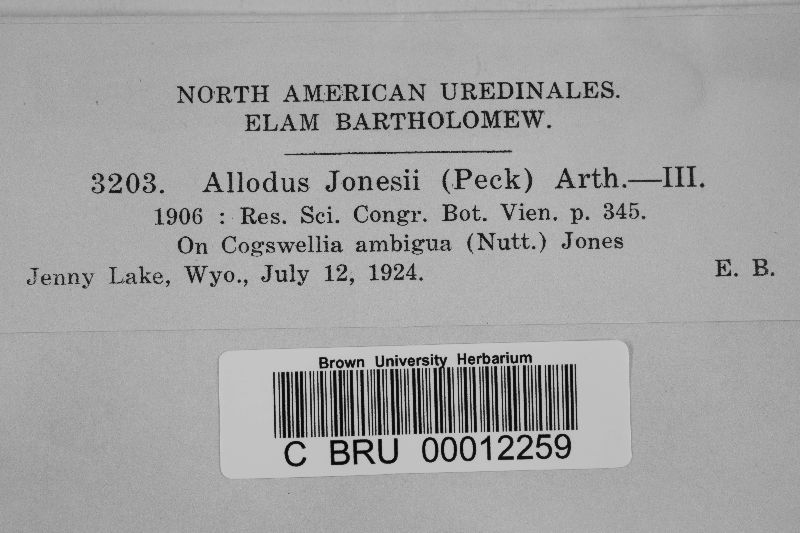 NORTH AMERICAN UREDINALES.
ELAM BARTHOLOMEW.
3203. Allodus Jonesii (Peck) Arth.—III.
1906 : Res. Sci. Congr. Bot. Vien. p. 345.
On Cogswellia ambigua (Nutt.) Jones
Jenny Lake, Wyo., July 12, 1924. E. B.
Brown University Herbarium
C BRU 00012259